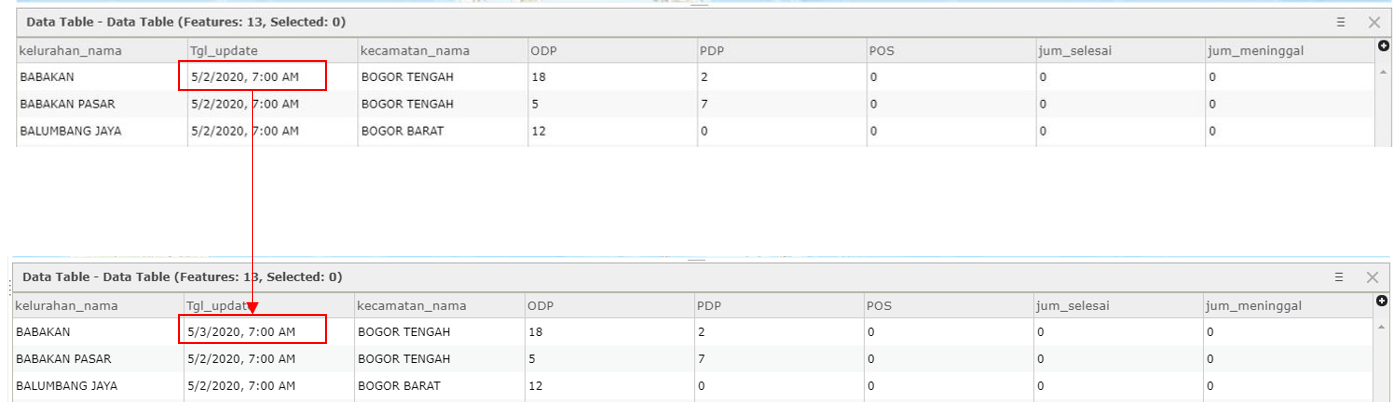 Data Table - Data Table (Features: 13, Selected: 0)
kelurahan_nama Tgl_update kecamatan_nama ODP PDP POS jum_selesai jum_meninggal
BABAKAN 5/2/2020, 7:00 AM BOGOR TENGAH 18 2 0 0 0
BABAKAN PASAR 5/2/2020, 7:00 AM BOGOR TENGAH 5 7 0 0 0
BALUMBANG JAYA 5/2/2020, 7:00 AM BOGOR BARAT 12 0 0 0 0
Data Table - Data Table (Features: 13, Selected: 0)
kelurahan_nama Tgl_update kecamatan_nama ODP PDP POS jum_selesai jum_meninggal
BABAKAN 5/3/2020, 7:00 AM BOGOR TENGAH 18 2 0 0 0
BABAKAN PASAR 5/2/2020, 7:00 AM BOGOR TENGAH 5 7 0 0 0
BALUMBANG JAYA 5/2/2020, 7:00 AM BOGOR BARAT 12 0 0 0 0